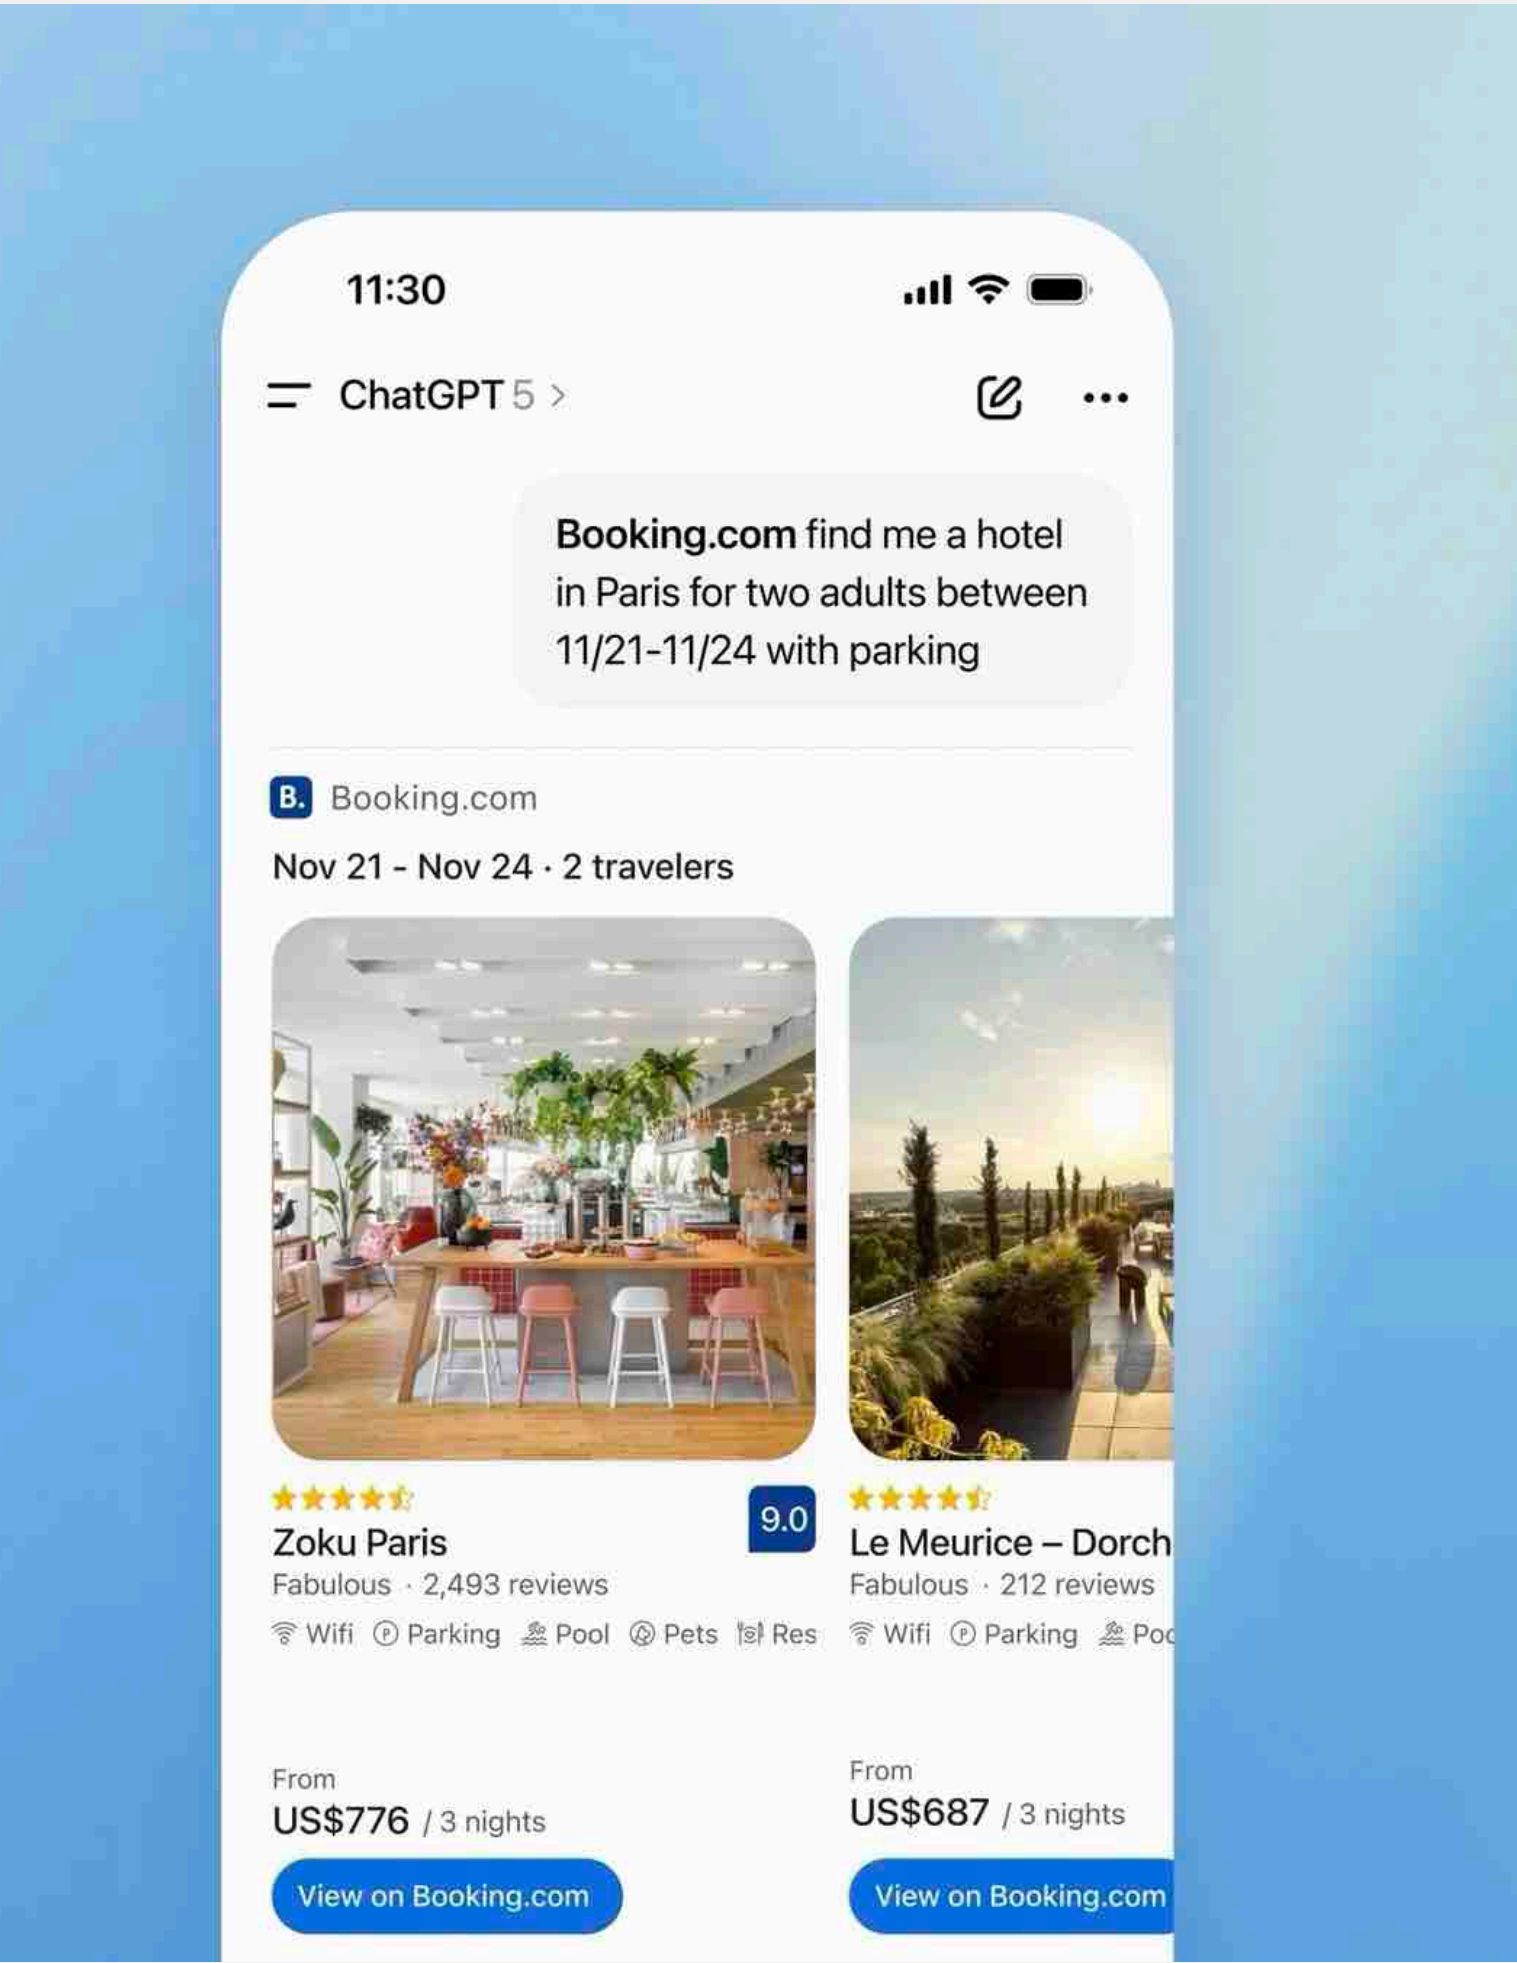 11:30
ChatGPT 5 >
Booking.com find me a hotel
in Paris for two adults between
11/21-11/24 with parking
B. Booking.com
Nov 21 - Nov 24 · 2 travelers
9.0
Zoku Paris
Fabulous · 2,493 reviews
Wifi P Parking Pool Pets Res
From
US$776 / 3 nights
View on Booking.com
Le Meurice – Dorch
Fabulous · 212 reviews
Wifi P Parking Poo
From
US$687 / 3 nights
View on Booking.com